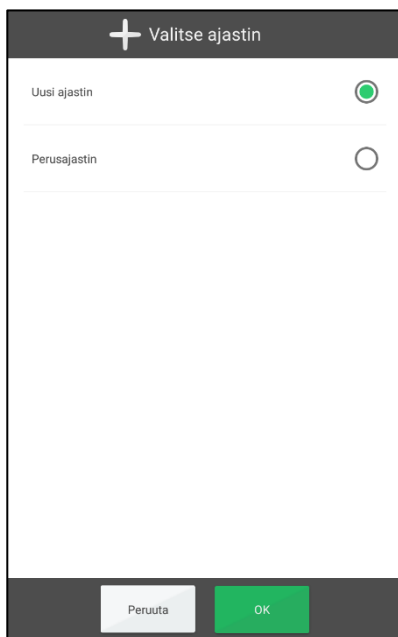 Valitse ajastin
Uusi ajastin
Perusajastin
Peruuta
OK